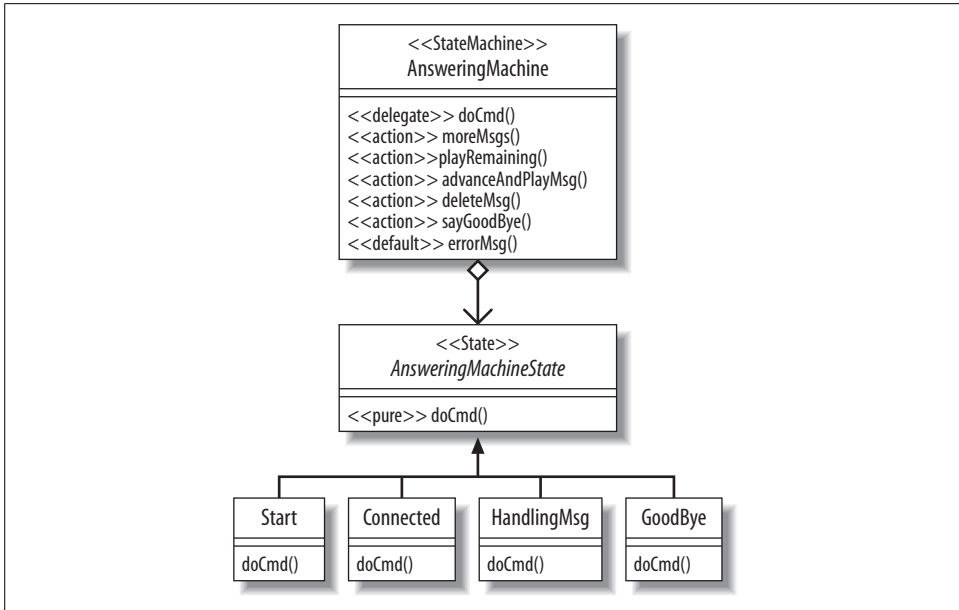 <<StateMachine>>
AnsweringMachine
<<delegate>> doCmd()
<<action>> moreMsgs()
<<action>>playRemaining()
<<action>> advanceAndPlayMsg()
<<action>> deleteMsg()
<<action>> sayGoodBye()
<<default>> errorMsg()
<<State>>
AnsweringMachineState
<<pure>> doCmd()
Start
doCmd()
Connected
doCmd()
HandlingMsg
doCmd()
GoodBye
doCmd()